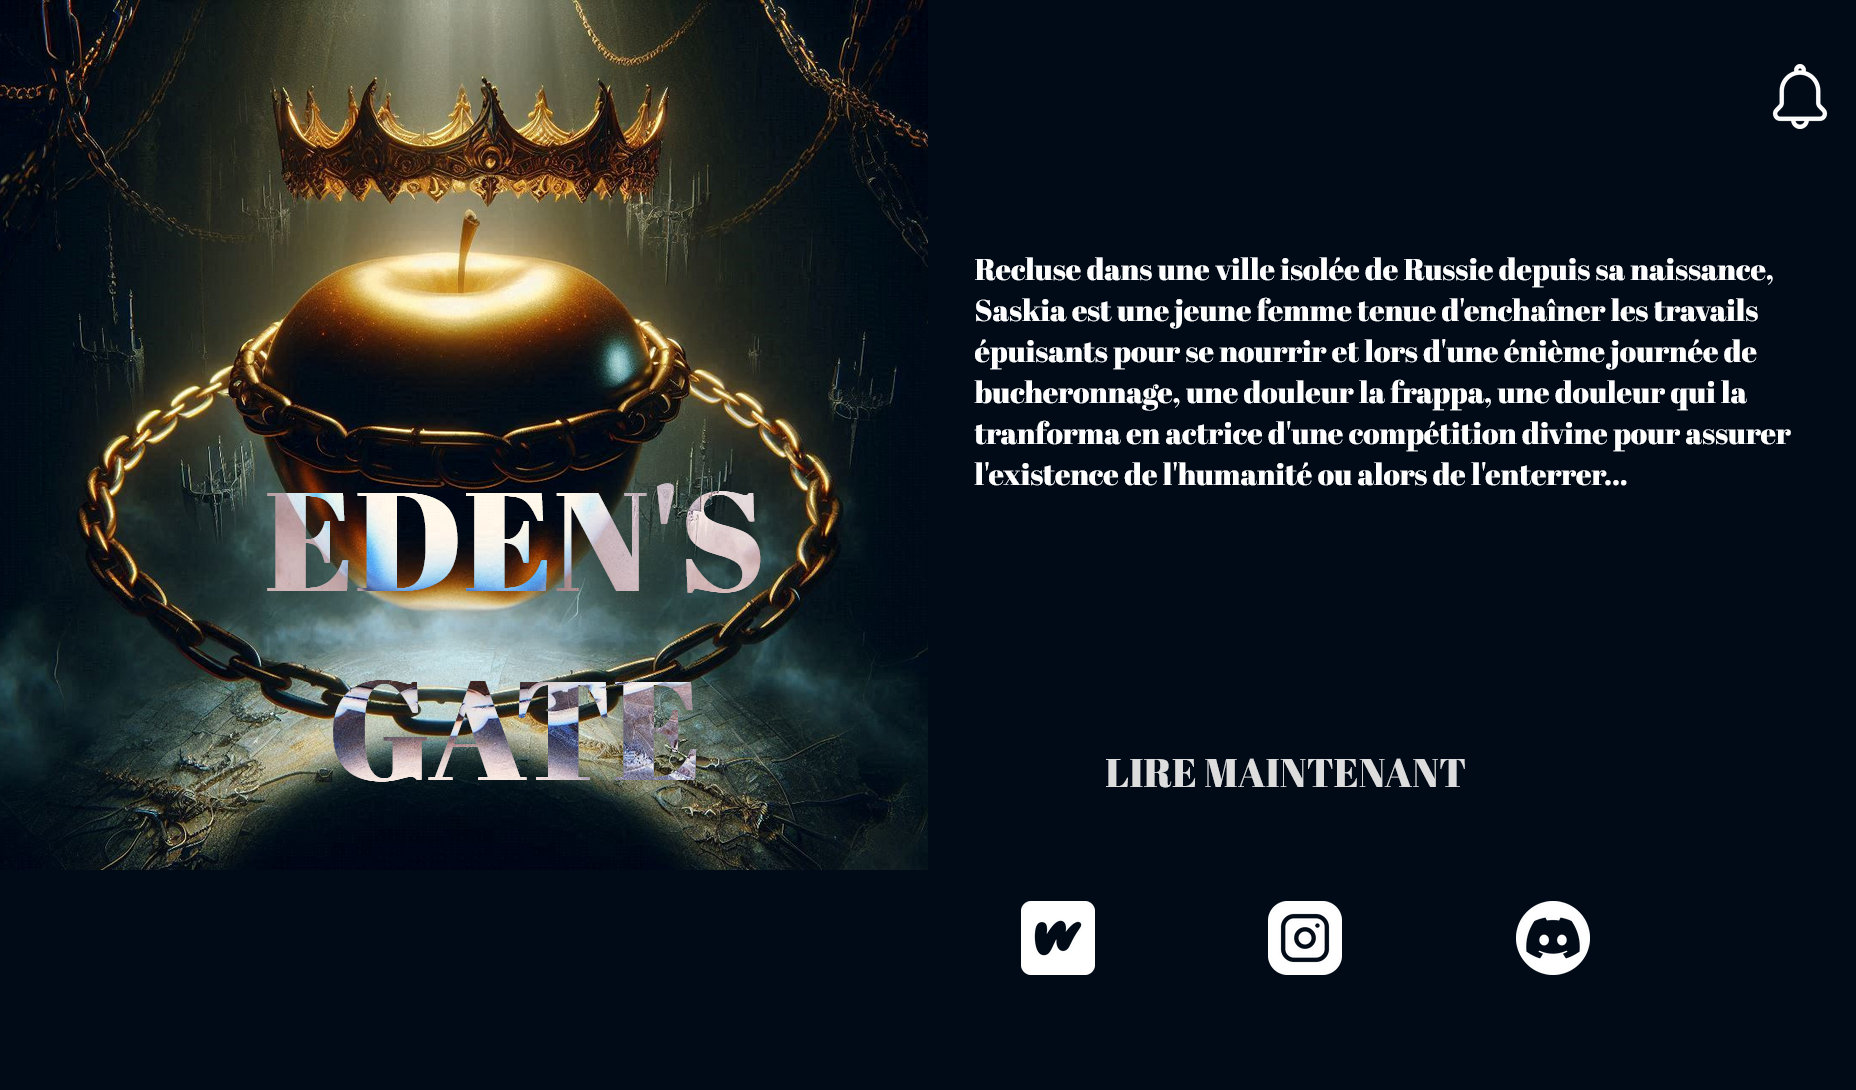 EDEN'S
GATE
Recluse dans une ville isolée de Russie depuis sa naissance,
Saskia est une jeune femme tenue d'enchaîner les travails
épuisants pour se nourrir et lors d'une énième journée de
bucheronnage, une douleur la frappa, une douleur qui la
tranforma en actrice d'une compétition divine pour assurer
l'existence de l'humanité ou alors de l'enterrer...
LIRE MAINTENANT